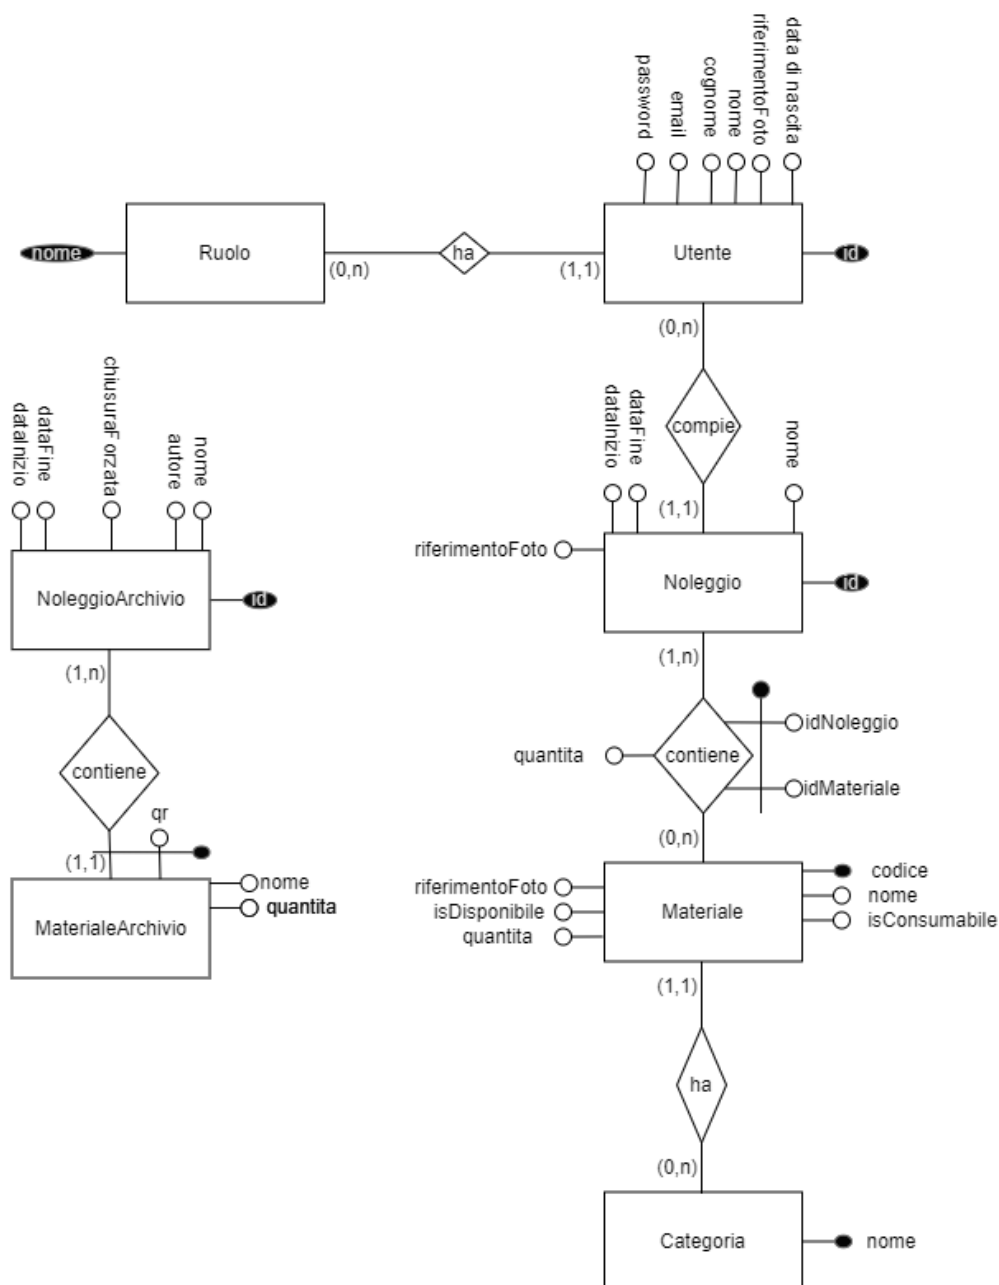 password
email
cognome
nome
riferimentoFoto
data di nascita
nome
Ruolo
(0,n)
ha
(1,1)
Utente
id
(0,n)
compie
(1,1)
dataInizio
dataFine
nome
riferimentoFoto
Noleggio
id
(1,n)
contiene
quantita
idNoleggio
idMateriale
(0,n)
riferimentoFoto
isDisponibile
quantita
Materiale
codice
nome
isConsumabile
(1,1)
ha
(0,n)
Categoria
nome
dataInizio
dataFine
chiusuraForzata
autore
nome
NoleggioArchivio
id
(1,n)
contiene
(1,1)
qr
nome
quantita
MaterialeArchivio